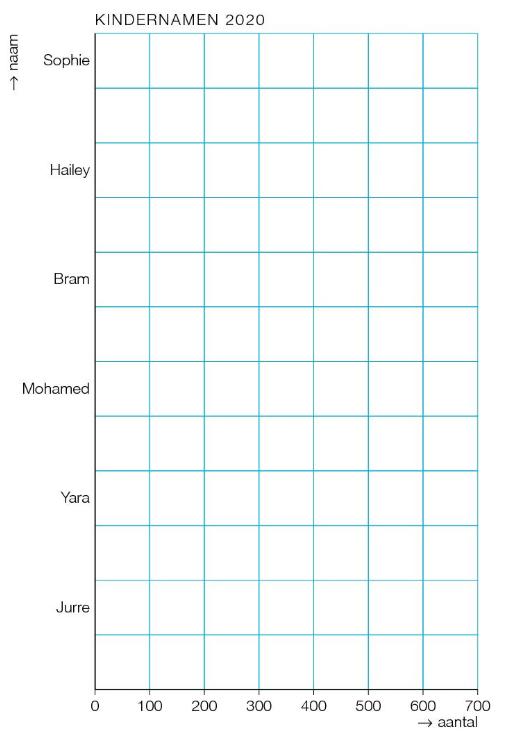 KINDERNAMEN 2020
→ naam
Sophie
Hailey
Bram
Mohamed
Yara
Jurre
0 100 200 300 400 500 600 700
→ aantal